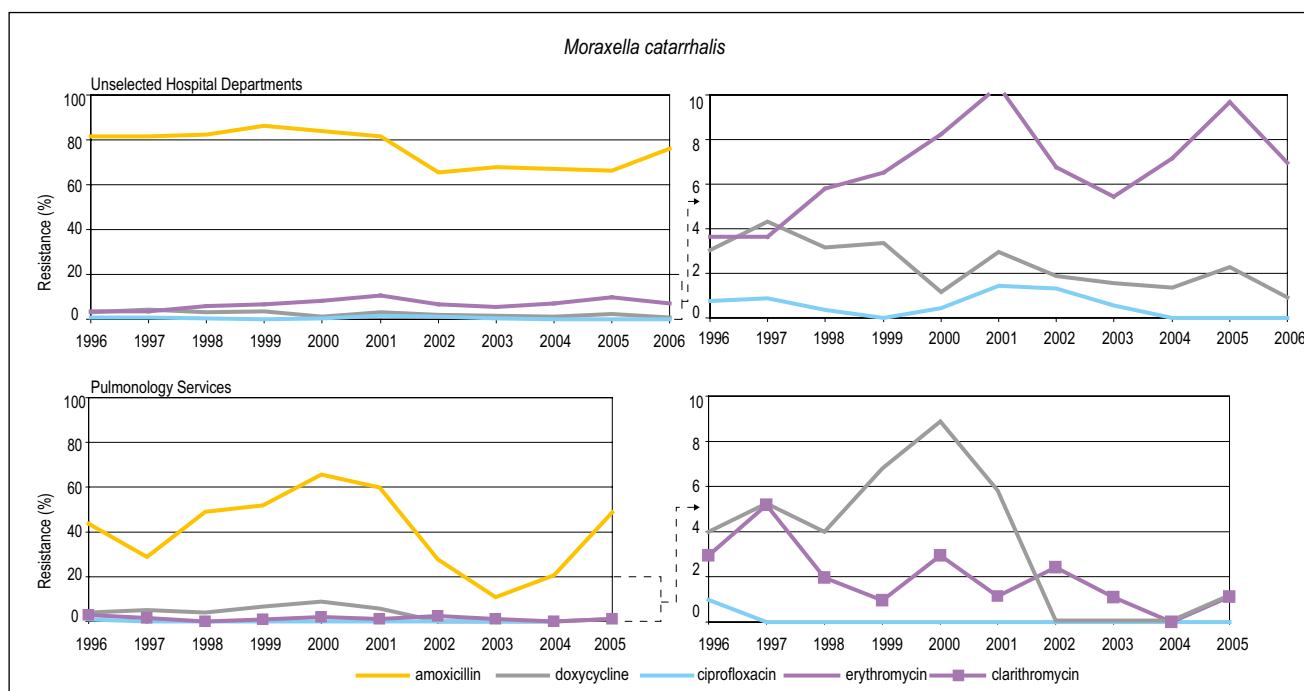 Moraxella catarrhalis
Unselected Hospital Departments
Resistance (%)
100
80
60
40
20
0
1996 1997 1998 1999 2000 2001 2002 2003 2004 2005 2006
10
8
6
4
2
0
1996 1997 1998 1999 2000 2001 2002 2003 2004 2005 2006
Pulmonology Services
Resistance (%)
100
80
60
40
20
0
1996 1997 1998 1999 2000 2001 2002 2003 2004 2005
10
8
6
4
2
0
1996 1997 1998 1999 2000 2001 2002 2003 2004 2005
amoxicillin doxycycline ciprofloxacin erythromycin clarithromycin